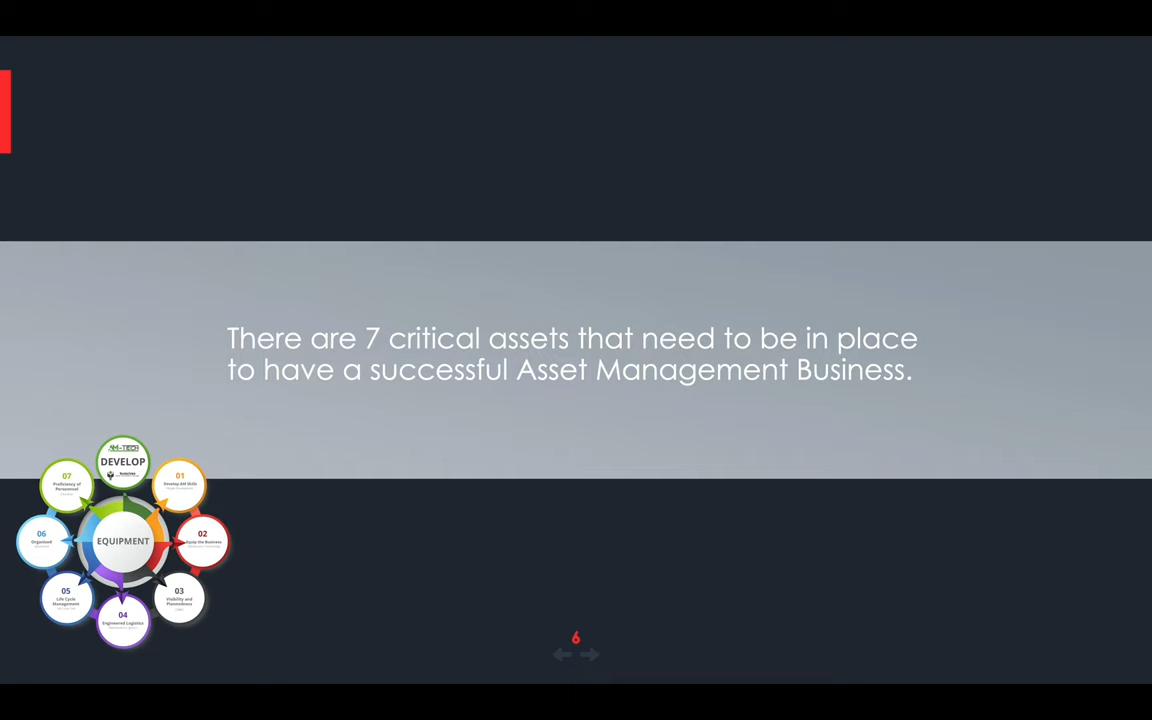 There are 7 critical assets that need to be in place
to have a successful Asset Management Business.
AM-TECH
DEVELOP
07
Proficiency of
Personnel
01
Develop AM Skills
06
Organized
EQUIPMENT
02
Equip the Business
05
Life Cycle
Management
03
Visibility and
Plannedness
04
Engineered Logistics
6